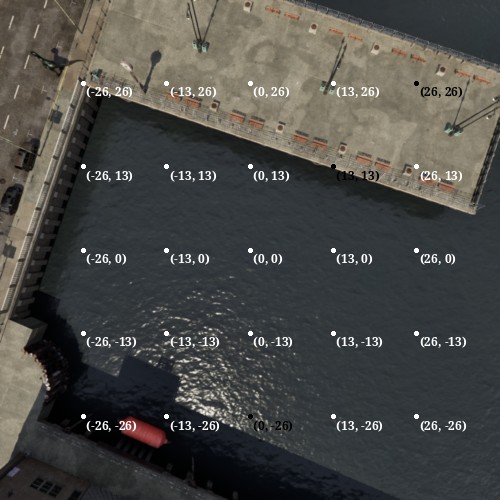 (-26, 26) (-13, 26) (0, 26) (13, 26) (26, 26)
(-26, 13) (-13, 13) (0, 13) (13, 13) (26, 13)
(-26, 0) (-13, 0) (0, 0) (13, 0) (26, 0)
(-26, -13) (-13, -13) (0, -13) (13, -13) (26, -13)
(-26, -26) (-13, -26) (0, -26) (13, -26) (26, -26)